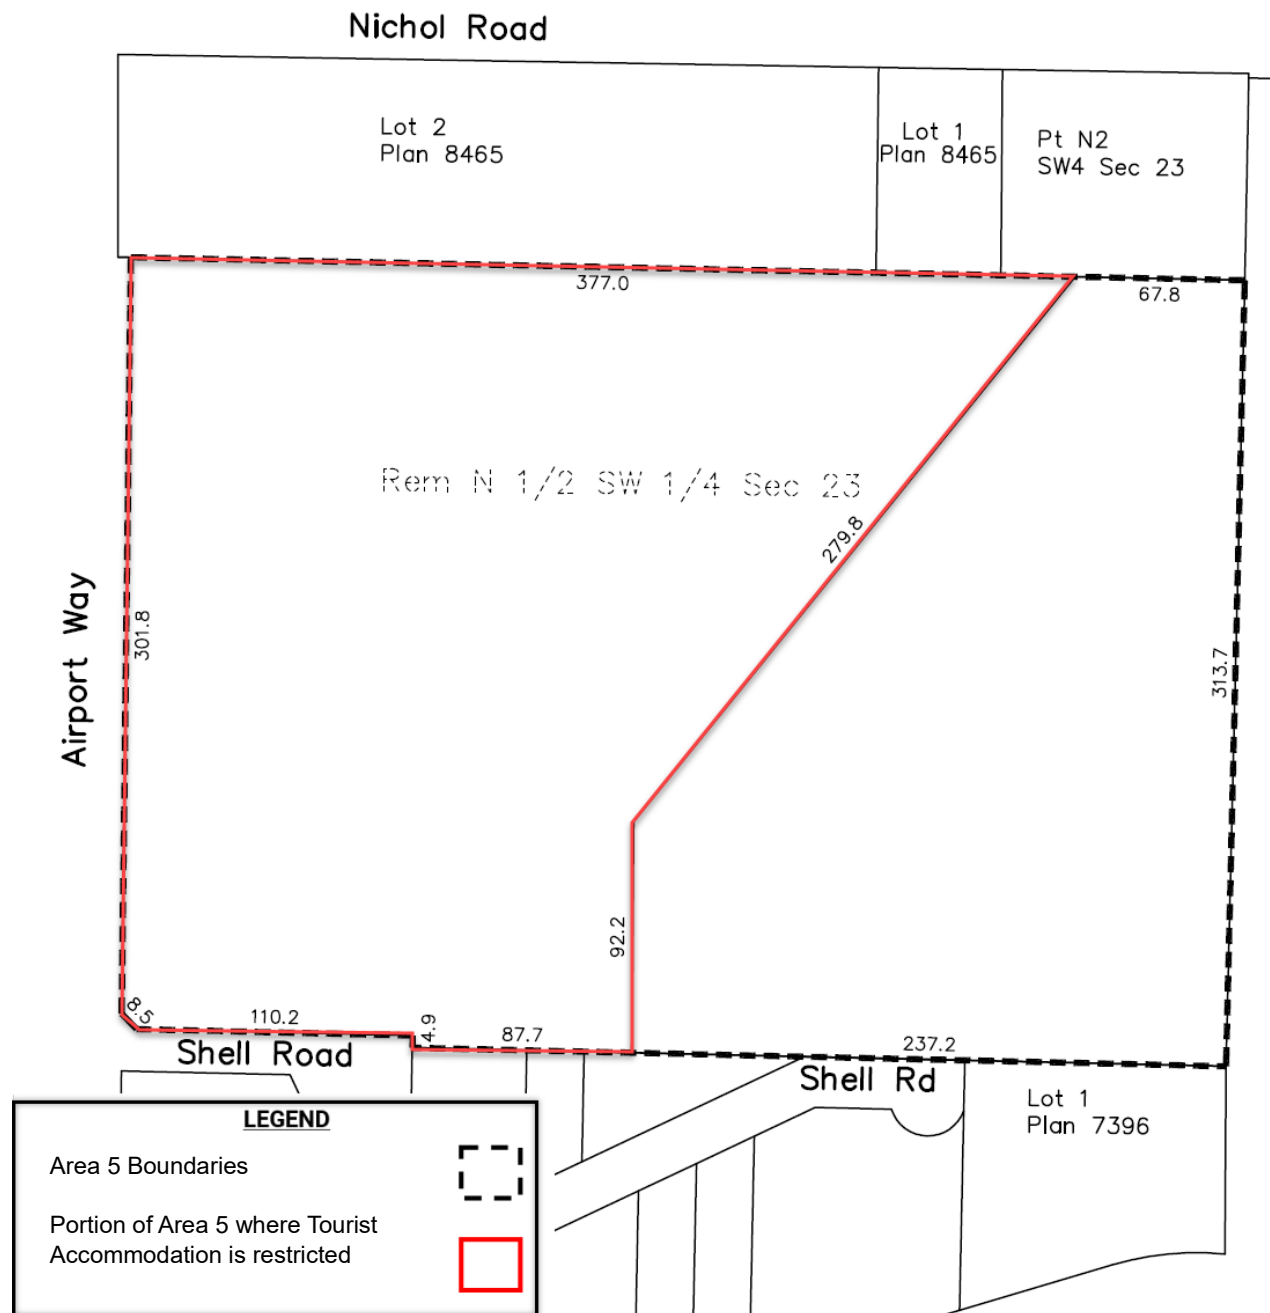 Nichol Road
Lot 2
Plan 8465
Lot 1
Plan 8465
Pt N2
SW4 Sec 23
377.0
67.8
Rem N 1/2 SW 1/4 Sec 23
279.8
Airport Way
301.8
313.7
92.2
8.5
110.2
4.9
87.7
237.2
Shell Road
Shell Rd
Lot 1
Plan 7396
LEGEND
Area 5 Boundaries
Portion of Area 5 where Tourist
Accommodation is restricted